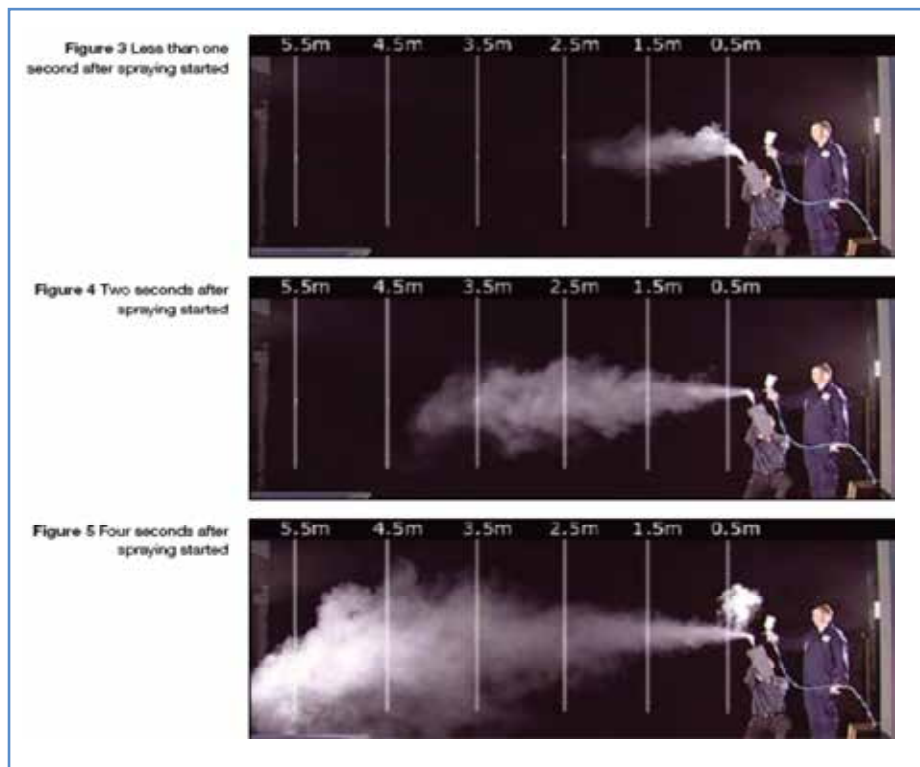 Figure 3 Less than one
second after spraying started
5.5m 4.5m 3.5m 2.5m 1.5m 0.5m
Figure 4 Two seconds after
spraying started
5.5m 4.5m 3.5m 2.5m 1.5m 0.5m
Figure 5 Four seconds after
spraying started
5.5m 4.5m 3.5m 2.5m 1.5m 0.5m